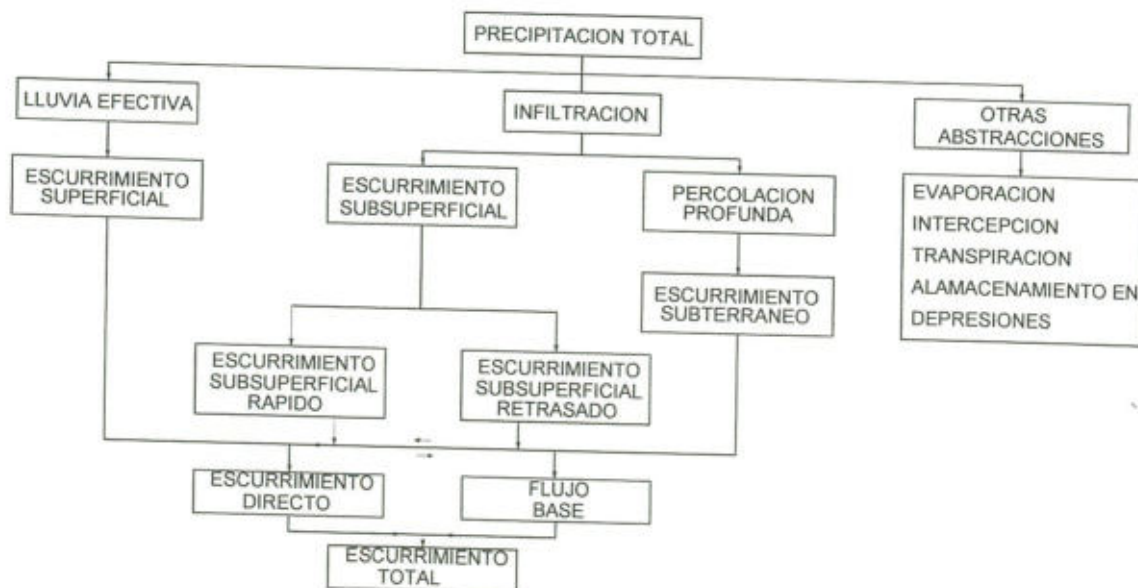 PRECIPITACION TOTAL
LLUVIA EFECTIVA
INFILTRACION
OTRAS
ABSTRACCIONES
ESCURRIMIENTO
SUPERFICIAL
ESCURRIMIENTO
SUBSUPERFICIAL
PERCOLACION
PROFUNDA
EVAPORACION
INTERCEPCION
TRANSPIRACION
ALAMACENAMIENTO EN
DEPRESIONES
ESCURRIMIENTO
SUBTERRANEO
ESCURRIMIENTO
SUBSUPERFICIAL
RAPIDO
ESCURRIMIENTO
SUBSUPERFICIAL
RETRASADO
ESCURRIMIENTO
DIRECTO
FLUJO
BASE
ESCURRIMIENTO
TOTAL